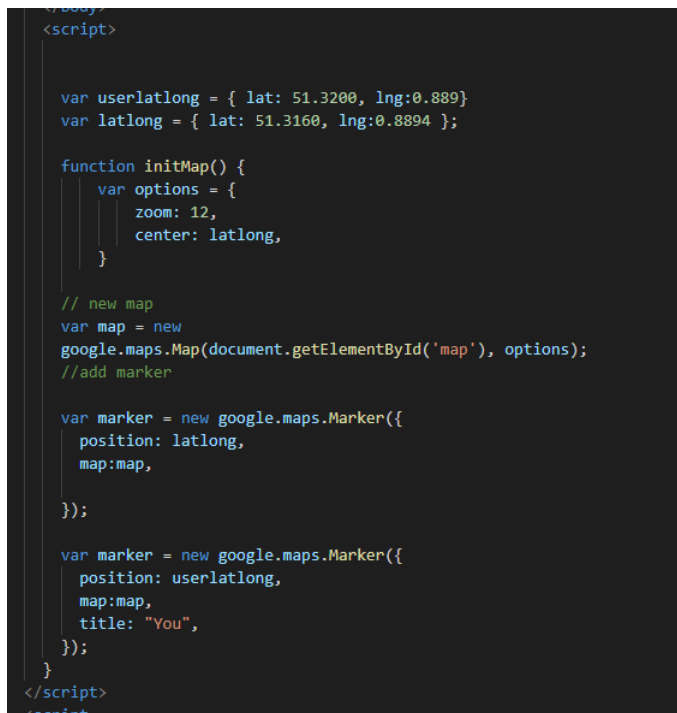 </body>
<script>
var userlatlong = { lat: 51.3200, lng:0.889}
var latlong = { lat: 51.3160, lng:0.8894 };
function initMap() {
var options = {
zoom: 12,
center: latlong,
}
// new map
var map = new
google.maps.Map(document.getElementById('map'), options);
//add marker
var marker = new google.maps.Marker({
position: latlong,
map:map,
});
var marker = new google.maps.Marker({
position: userlatlong,
map:map,
title: "You",
});
}
</script>
<script